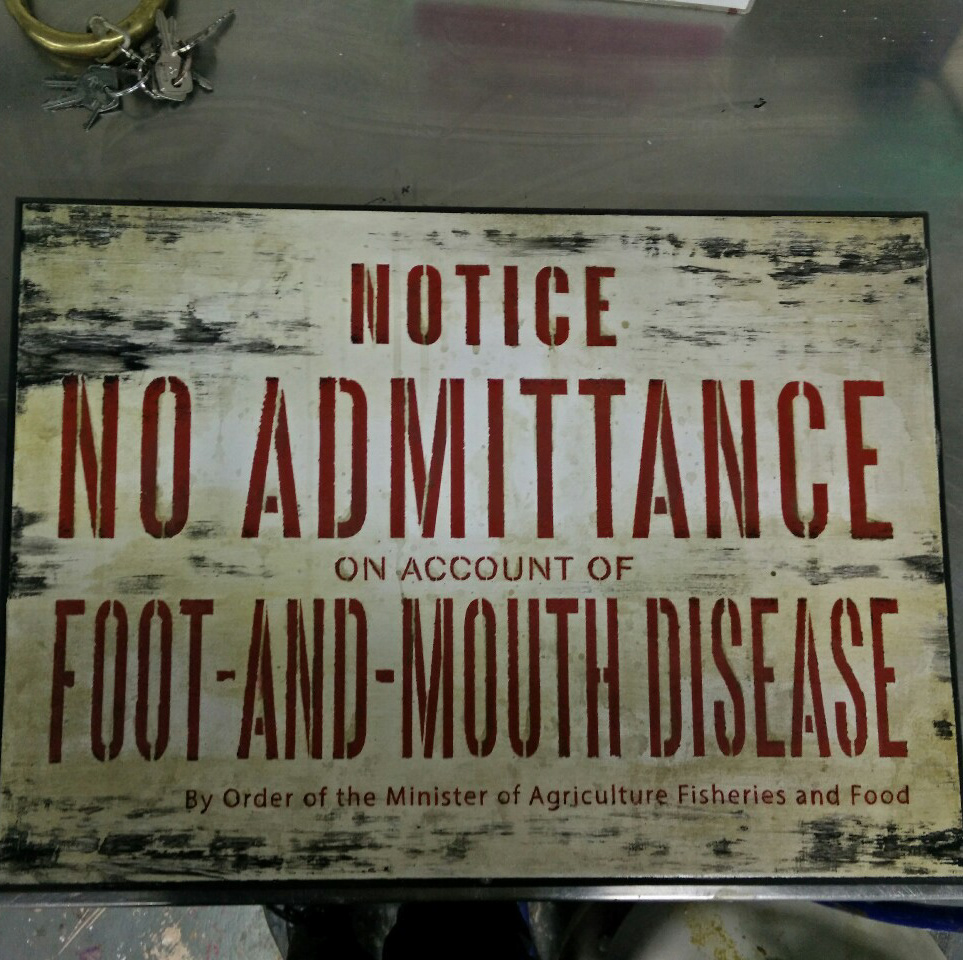 NOTICE
NO ADMITTANCE
ON ACCOUNT OF
FOOT-AND-MOUTH DISEASE
By Order of the Minister of Agriculture Fisheries and Food